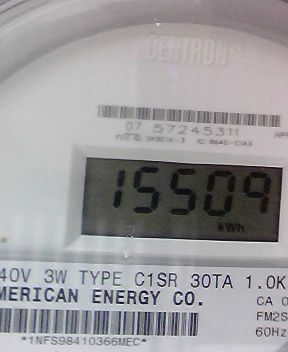 CENTRON®
07 57245311
15509
kWh
40V 3W TYPE C1SR 30TA 1.0K
MERICAN ENERGY CO.
CA 0
FM2S
60Hz
*1NFS98410366MEC*